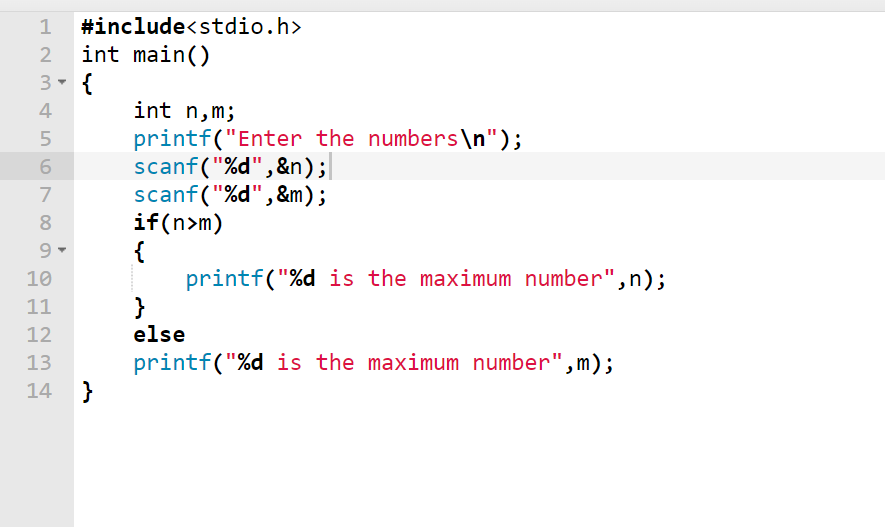 1 #include<stdio.h>
2 int main()
3 {
4     int n,m;
5     printf("Enter the numbers\n");
6     scanf("%d",&n);
7     scanf("%d",&m);
8     if(n>m)
9     {
10         printf("%d is the maximum number",n);
11     }
12     else
13     printf("%d is the maximum number",m);
14 }